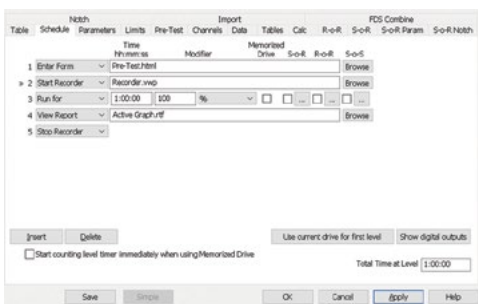 Notch Import FDS Combine
Table Schedule Parameters Limits Pre-Test Channels Data Tables Calc R-o-R S-o-R S-o-R Param S-o-R Notch
Time Memorized
hh:mm:ss Modifier Drive S-o-R R-o-R S-o-S
1 Enter Form Pre-Test.html Browse
» 2 Start Recorder Recorder.vwp Browse
3 Run for 1:00:00 100 % ... ... ...
4 View Report Active Graph.rtf Browse
5 Stop Recorder
Insert Delete Use current drive for first level Show digital outputs
Start counting level timer immediately when using Memorized Drive
Total Time at Level 1:00:00
Save Simple OK Cancel Apply Help